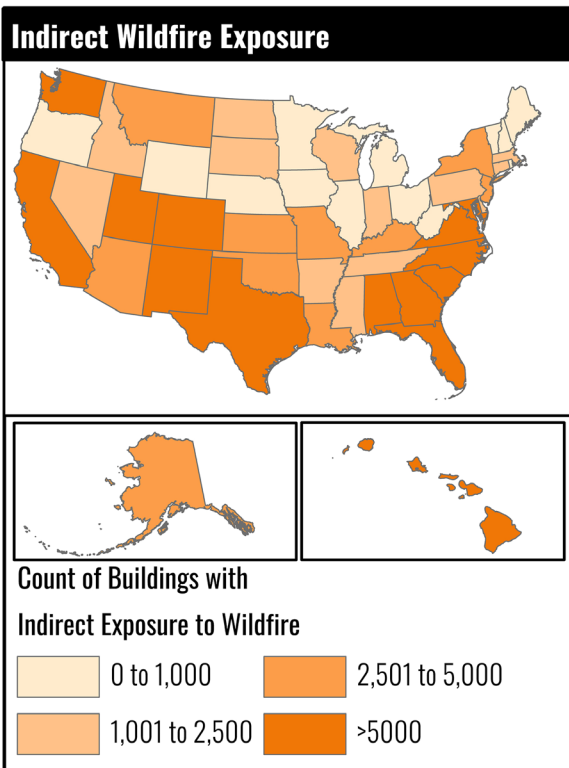 Indirect Wildfire Exposure
Count of Buildings with
Indirect Exposure to Wildfire
0 to 1,000
2,501 to 5,000
1,001 to 2,500
>5000